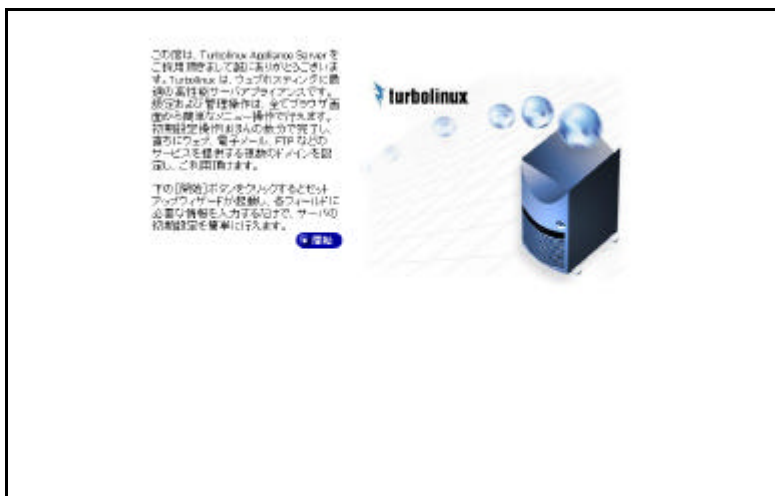 この度は、Turbolinux Appliance Server を
ご採用頂きまして誠にありがとうございま
す。Turbolinux は、ウェブホスティングに最
適の高性能サーバアプライアンスです。
設定および管理操作は、全てブラウザ画
面から簡単なメニュー操作で行えます。
初期設定操作はほんの数分で完了し、
直ちにウェブ、電子メール、FTP などの
サービスを提供する複数のドメインを設
定し、ご利用頂けます。
下の[開始]ボタンをクリックするとセット
アップウィザードが起動し、各フィールドに
必要な情報を入力するだけで、サーバの
初期設定を簡単に行えます。
開始
turbolinux